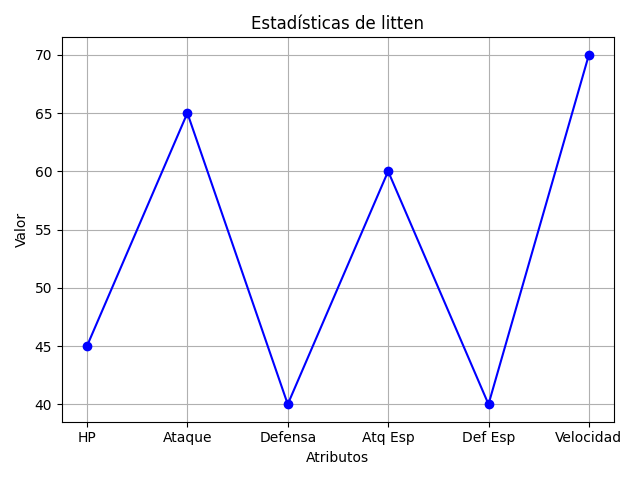 Estadísticas de litten
Valor
70
65
60
55
50
45
40
HP Ataque Defensa Atq Esp Def Esp Velocidad
Atributos